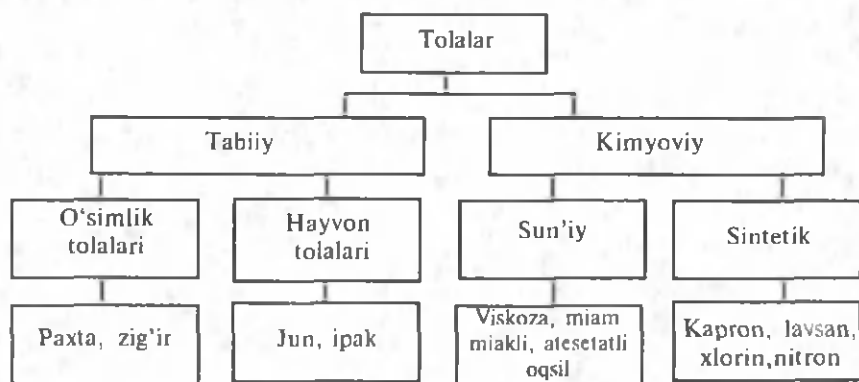 Tolalar
Tabiiy
Kimyoviy
O‘simlik
tolalari
Hayvon
tolalari
Sun’iy
Sintetik
Paxta, zig'ir
Jun, ipak
Viskoza, miam
miakli, atesetatli
oqsil
Kapron, lavsan,
xlorin,nitron